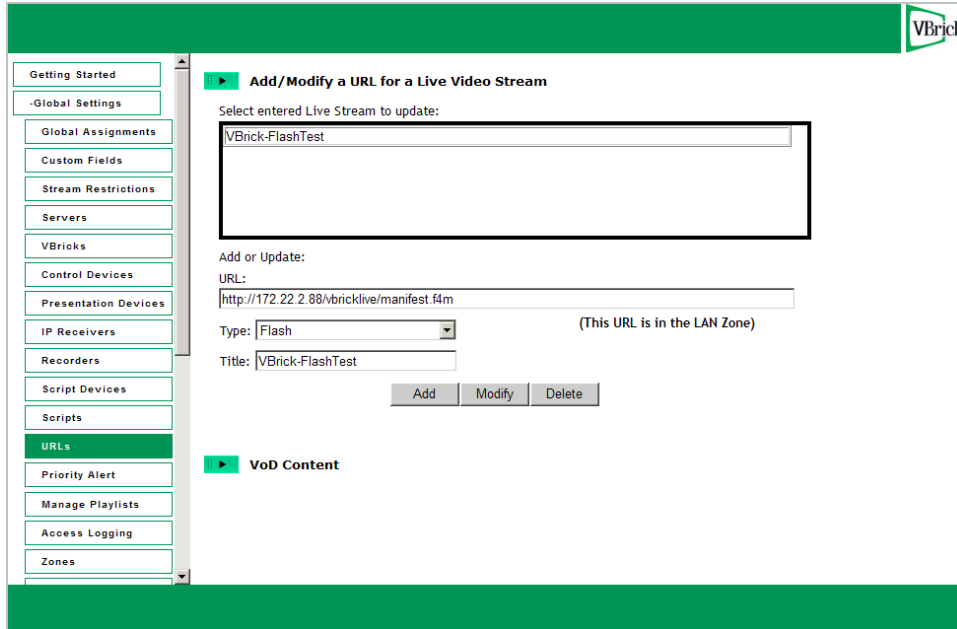 VBrick
Getting Started
-Global Settings
Global Assignments
Custom Fields
Stream Restrictions
Servers
VBricks
Control Devices
Presentation Devices
IP Receivers
Recorders
Script Devices
Scripts
URLs
Priority Alert
Manage Playlists
Access Logging
Zones
Add/Modify a URL for a Live Video Stream
Select entered Live Stream to update:
VBrick-FlashTest
Add or Update:
URL:
http://172.22.2.88/vbricklive/manifest.f4m
(This URL is in the LAN Zone)
Type: Flash
Title: VBrick-FlashTest
Add Modify Delete
VoD Content